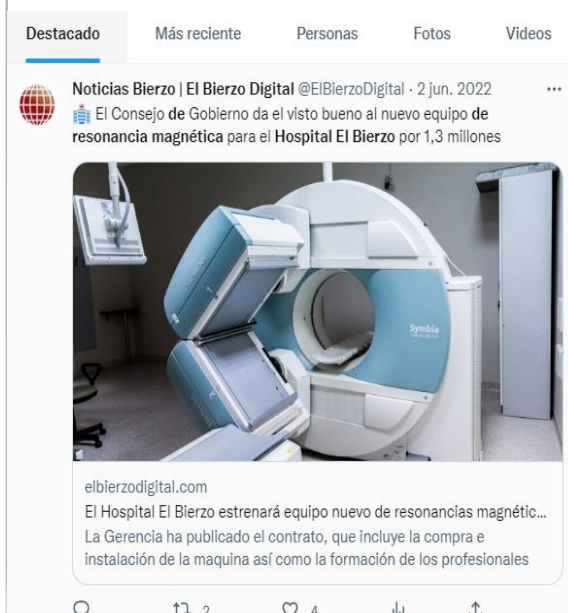 Destacado Más reciente Personas Fotos Videos
Noticias Bierzo | El Bierzo Digital @ElBierzoDigital · 2 jun. 2022
El Consejo de Gobierno da el visto bueno al nuevo equipo de
resonancia magnética para el Hospital El Bierzo por 1,3 millones
Symbia
elbierzodigital.com
El Hospital El Bierzo estrenará equipo nuevo de resonancias magnétic...
La Gerencia ha publicado el contrato, que incluye la compra e
instalación de la maquina así como la formación de los profesionales
2 4